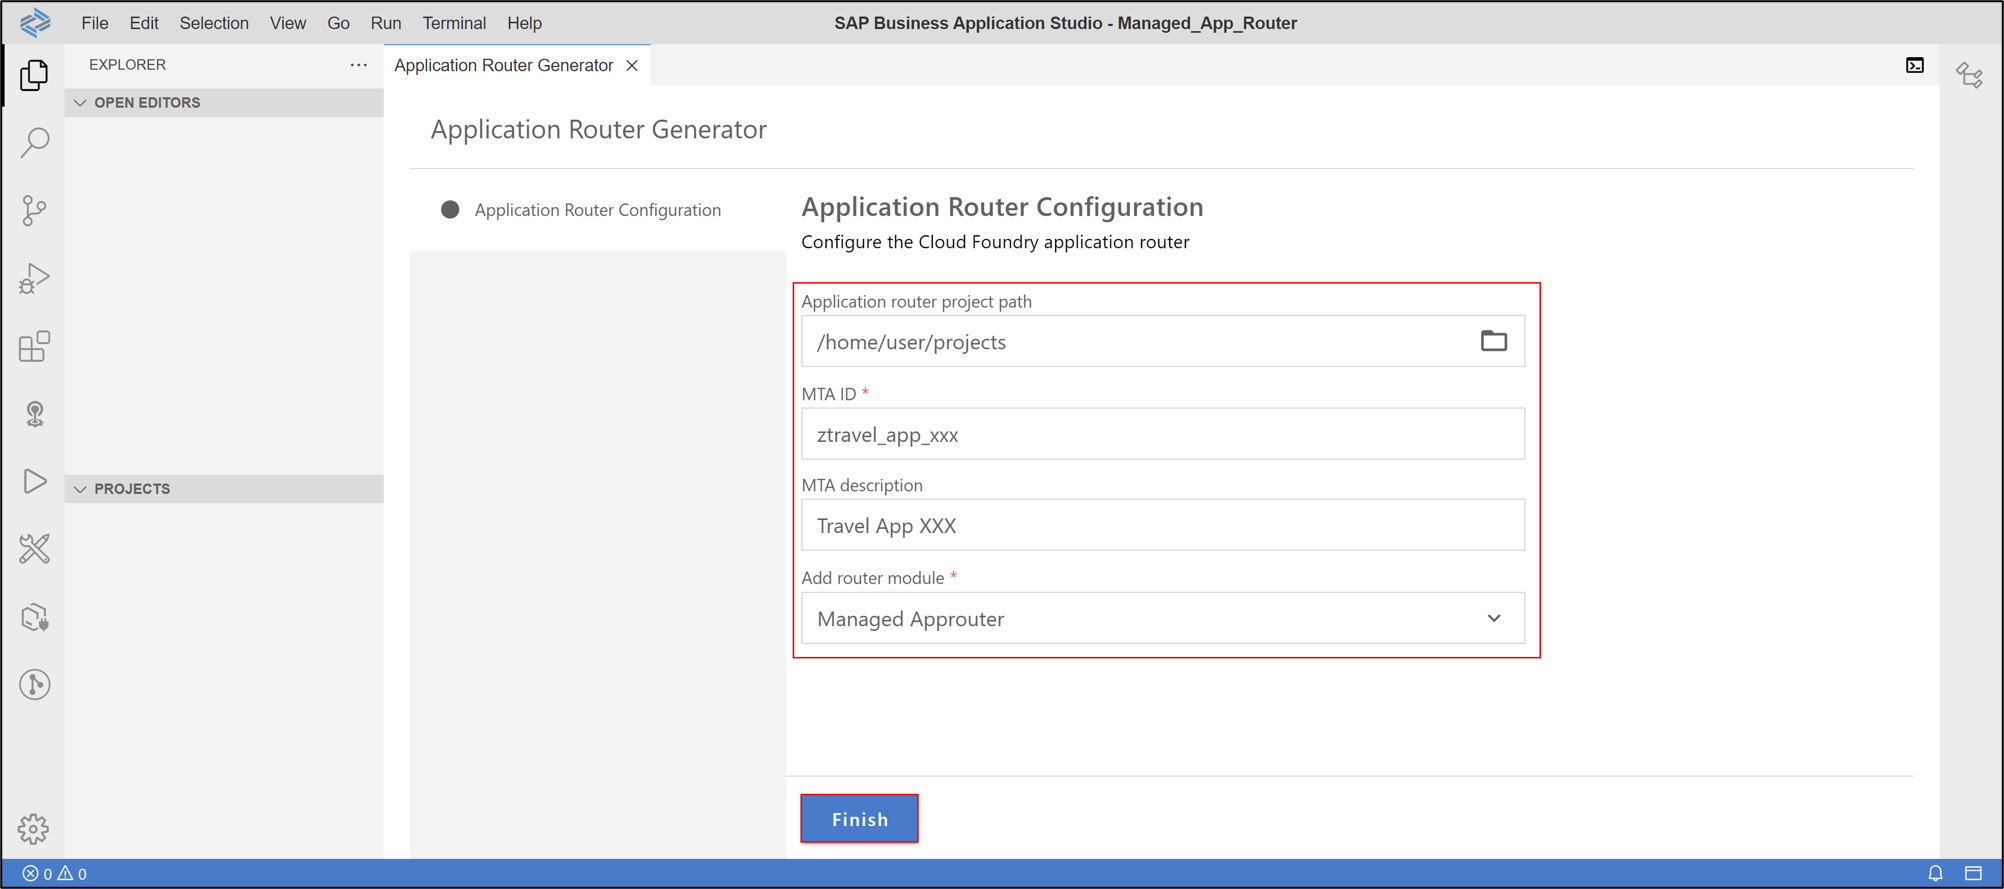 File Edit Selection View Go Run Terminal Help
SAP Business Application Studio - Managed_App_Router
EXPLORER
Application Router Generator
OPEN EDITORS
Application Router Generator
Application Router Configuration
Application Router Configuration
Configure the Cloud Foundry application router
Application router project path
/home/user/projects
MTA ID *
ztravel_app_xxx
MTA description
Travel App XXX
Add router module *
Managed Approuter
PROJECTS
Finish
0 0